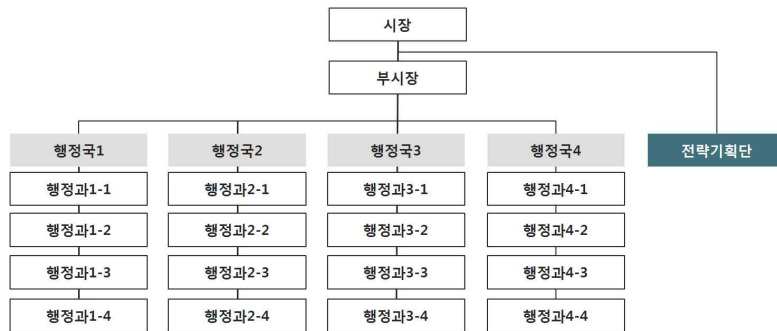 시장
부시장
행정국1 행정국2 행정국3 행정국4 전략기획단
행정과1-1 행정과2-1 행정과3-1 행정과4-1
행정과1-2 행정과2-2 행정과3-2 행정과4-2
행정과1-3 행정과2-3 행정과3-3 행정과4-3
행정과1-4 행정과2-4 행정과3-4 행정과4-4